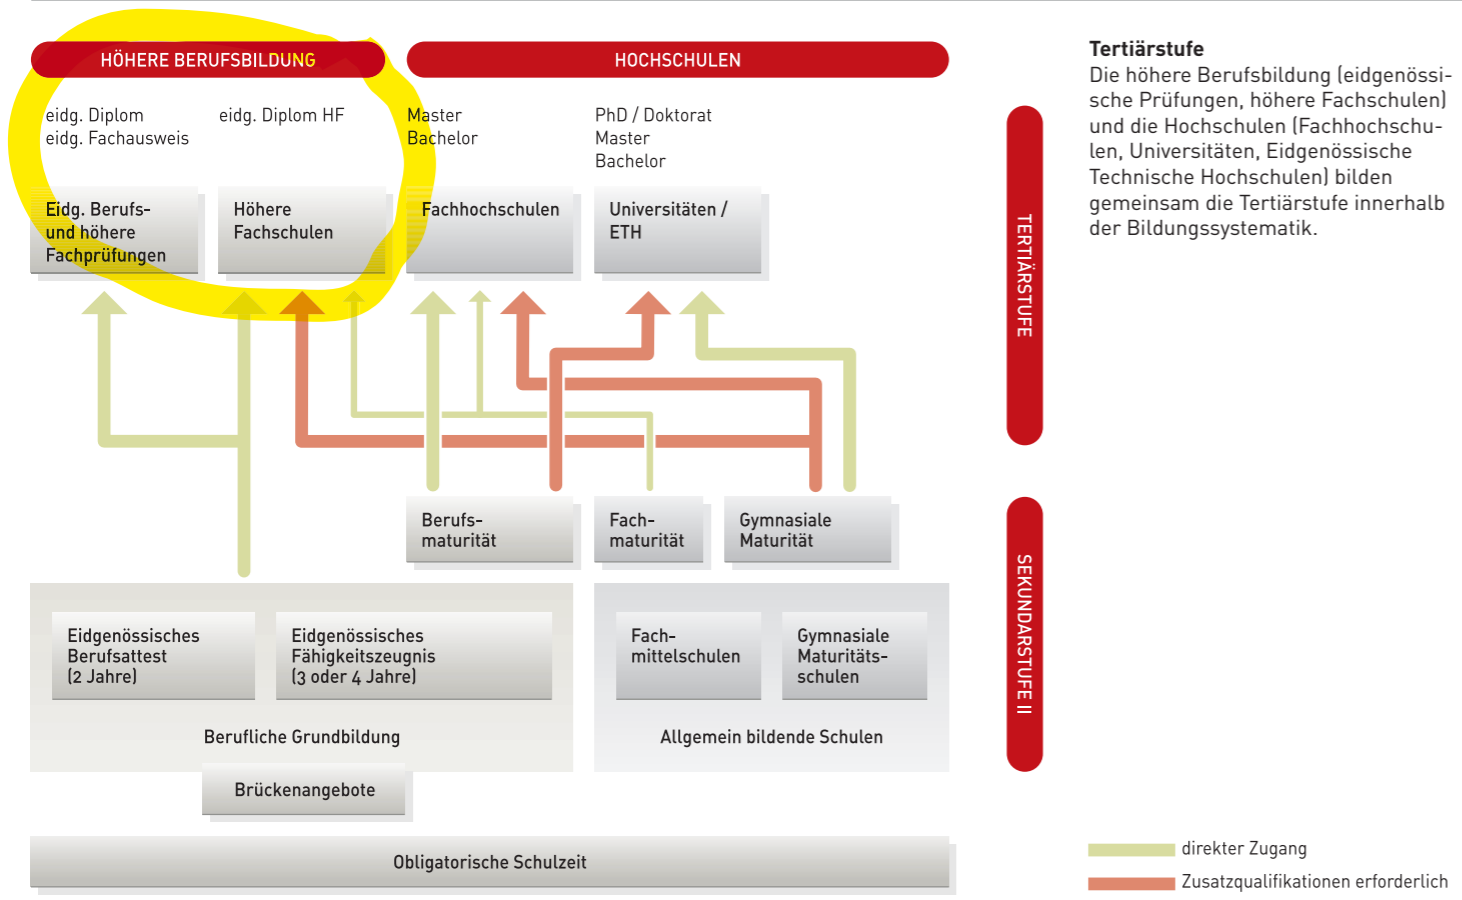 HÖHERE BERUFSBILDUNG
HOCHSCHULEN
eidg. Diplom
eidg. Fachausweis
eidg. Diplom HF
Master
Bachelor
PhD / Doktorat
Master
Bachelor
Eidg. Berufs-
und höhere
Fachprüfungen
Höhere
Fachschulen
Fachhochschulen
Universitäten /
ETH
TERTIÄRSTUFE
Tertiärstufe
Die höhere Berufsbildung (eidgenössi-
sche Prüfungen, höhere Fachschulen)
und die Hochschulen (Fachhochschu-
len, Universitäten, Eidgenössische
Technische Hochschulen) bilden
gemeinsam die Tertiärstufe innerhalb
der Bildungssystematik.
Berufs-
maturität
Fach-
maturität
Gymnasiale
Maturität
SEKUNDARSTUFE II
Eidgenössisches
Berufsattest
(2 Jahre)
Eidgenössisches
Fähigkeitszeugnis
(3 oder 4 Jahre)
Fach-
mittelschulen
Gymnasiale
Maturitäts-
schulen
Berufliche Grundbildung
Allgemein bildende Schulen
Brückenangebote
Obligatorische Schulzeit
direkter Zugang
Zusatzqualifikationen erforderlich